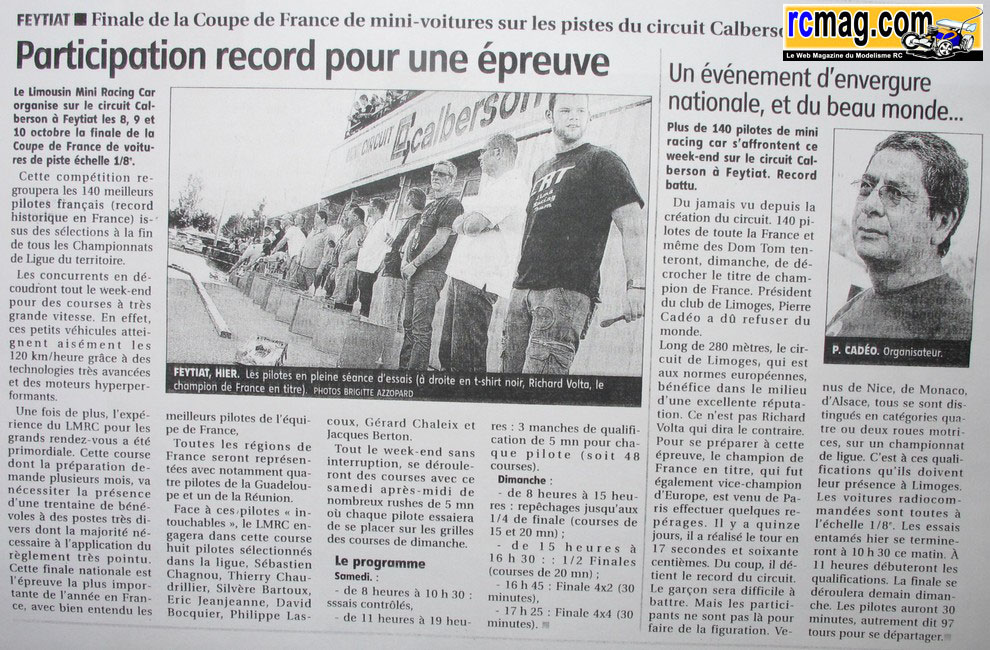 FEYTIAT ■ Finale de la Coupe de France de mini-voitures sur les pistes du circuit Calberson
rcmag.com
Le Web Magazine du Modelisme RC
Participation record pour une épreuve
Le Limousin Mini Racing Car
organise sur le circuit Cal-
berson à Feytiat les 8, 9 et
10 octobre la finale de la
Coupe de France de voitu-
res de piste échelle 1/8e.
Cette compétition re-
groupera les 140 meilleurs
pilotes français (record
historique en France) is-
sus des sélections à la fin
de tous les Championnats
de Ligue du territoire.
Les concurrents en dé-
coudront tout le week-end
pour des courses à très
grande vitesse. En effet,
ces petits véhicules attei-
gnent aisément les
120 km/heure grâce à des
technologies très avancées
et des moteurs hyperper-
formants.
Une fois de plus, l'expé-
rience du LMRC pour les
grands rendez-vous a été
primordiale. Cette course
dont la préparation de-
mande plusieurs mois, va
nécessiter la présence
d'une trentaine de béné-
voles à des postes très di-
vers dont la majorité né-
cessaire à l'application du
règlement très pointu.
Cette finale nationale est
l'épreuve la plus impor-
tante de l'année en Fran-
ce, avec bien entendu les
CIRCUIT calberson
FEYTIAT, HIER. Les pilotes en pleine séance d'essais (à droite en t-shirt noir, Richard Volta, le
champion de France en titre). PHOTOS BRIGITTE AZZOPARD
meilleurs pilotes de l'équi-
pe de France,
Toutes les régions de
France seront représen-
tées avec notamment qua-
tre pilotes de la Guadelou-
pe et un de la Réunion.
Face à ces pilotes « in-
touchables », le LMRC en-
gagera dans cette course
huit pilotes sélectionnés
dans la ligue, Sébastien
Chagnou, Thierry Chau-
drillier, Silvère Bartoux,
Eric Jeanjeanne, David
Bocquier, Philippe Las-
coux, Gérard Chaleix et
Jacques Berton.
Tout le week-end sans
interruption, se déroule-
ront des courses avec ce
samedi après-midi de
nombreux rushes de 5 mn
où chaque pilote essaiera
de se placer sur les grilles
des courses de dimanche.
Le programme
Samedi. :
- de 8 heures à 10 h 30 :
sssais contrôlés,
- de 11 heures à 19 heu-
res : 3 manches de qualifi-
cation de 5 mn pour cha-
que pilote (soit 48
courses).
Dimanche :
- de 8 heures à 15 heu-
res : repêchages jusqu'aux
1/4 de finale (courses de
15 et 20 mn) ;
- de 15 heures à
16 h 30 : : 1/2 Finales
(courses de 20 mn) ;
- 16 h 45 : Finale 4x2 (30
minutes),
- 17 h 25 : Finale 4x4 (30
minutes). ■
Un événement d'envergure
nationale, et du beau monde...
Plus de 140 pilotes de mini
racing car s'affrontent ce
week-end sur le circuit Cal-
berson à Feytiat. Record
battu.
Du jamais vu depuis la
création du circuit. 140 pi-
lotes de toute la France et
même des Dom Tom ten-
teront, dimanche, de dé-
crocher le titre de cham-
pion de France. Président
du club de Limoges, Pierre
Cadéo a dû refuser du
monde.
Long de 280 mètres, le cir-
cuit de Limoges, qui est
aux normes européennes,
bénéfice dans le milieu
d'une excellente réputa-
tion. Ce n'est pas Richard
Volta qui dira le contraire.
Pour se préparer à cette
épreuve, le champion de
France en titre, qui fut
également vice-champion
d'Europe, est venu de Pa-
ris effectuer quelques re-
pérages. Il y a quinze
jours, il a réalisé le tour en
17 secondes et soixante
centièmes. Du coup, il dé-
tient le record du circuit.
Le garçon sera difficile à
battre. Mais les partici-
pants ne sont pas là pour
faire de la figuration. Ve-
P. CADÉO. Organisateur.
nus de Nice, de Monaco,
d'Alsace, tous se sont dis-
tingués en catégories qua-
tre ou deux roues motri-
ces, sur un championnat
de ligue. C'est à ces quali-
fications qu'ils doivent
leur présence à Limoges.
Les voitures radiocom-
mandées sont toutes à
l'échelle 1/8e. Les essais
entamés hier se termine-
ront à 10 h 30 ce matin. À
11 heures débuteront les
qualifications. La finale se
déroulera demain diman-
che. Les pilotes auront 30
minutes, autrement dit 97
tours pour se départager. ■